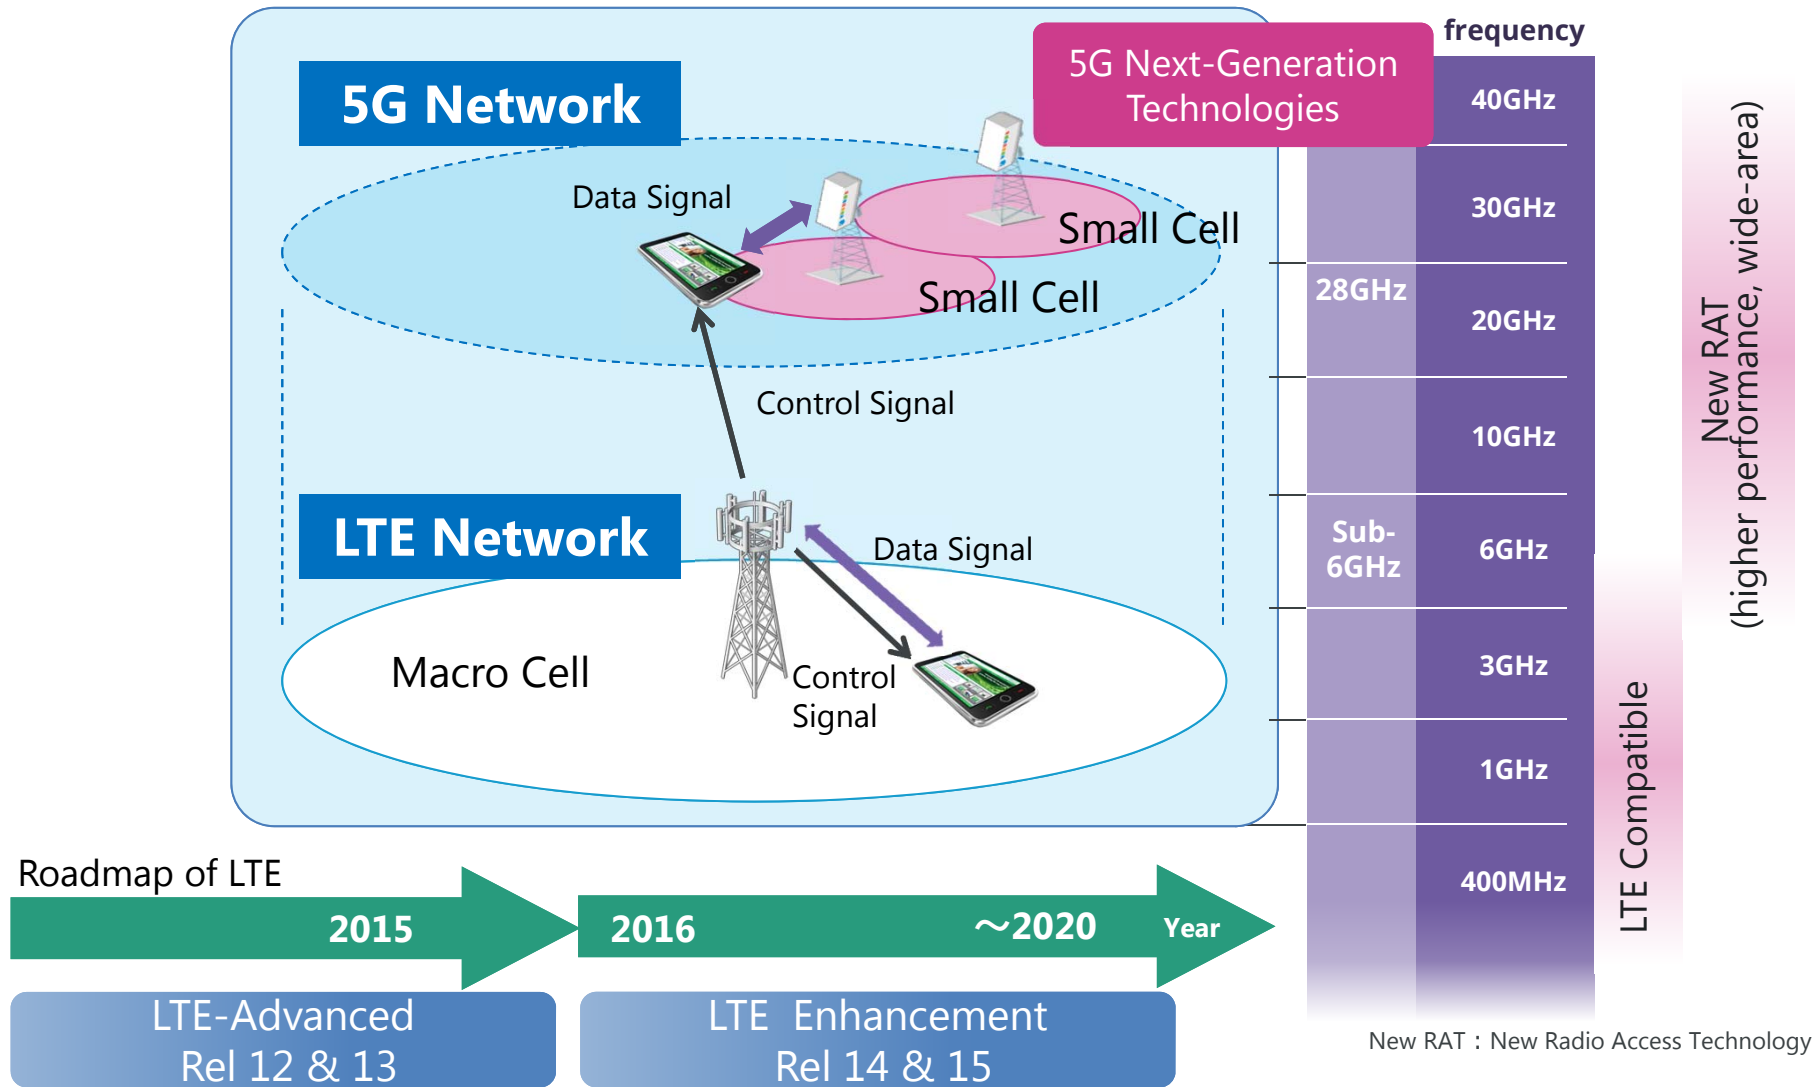 5G Network
5G Next-Generation
Technologies
Data Signal
Small Cell
Small Cell
Control Signal
LTE Network
Data Signal
Macro Cell
Control
Signal
frequency
40GHz
30GHz
28GHz
20GHz
10GHz
Sub-
6GHz
6GHz
3GHz
1GHz
400MHz
New RAT
(higher performance, wide-area)
LTE Compatible
Roadmap of LTE
2015
2016
～2020
Year
LTE-Advanced
Rel 12 & 13
LTE Enhancement
Rel 14 & 15
New RAT : New Radio Access Technology